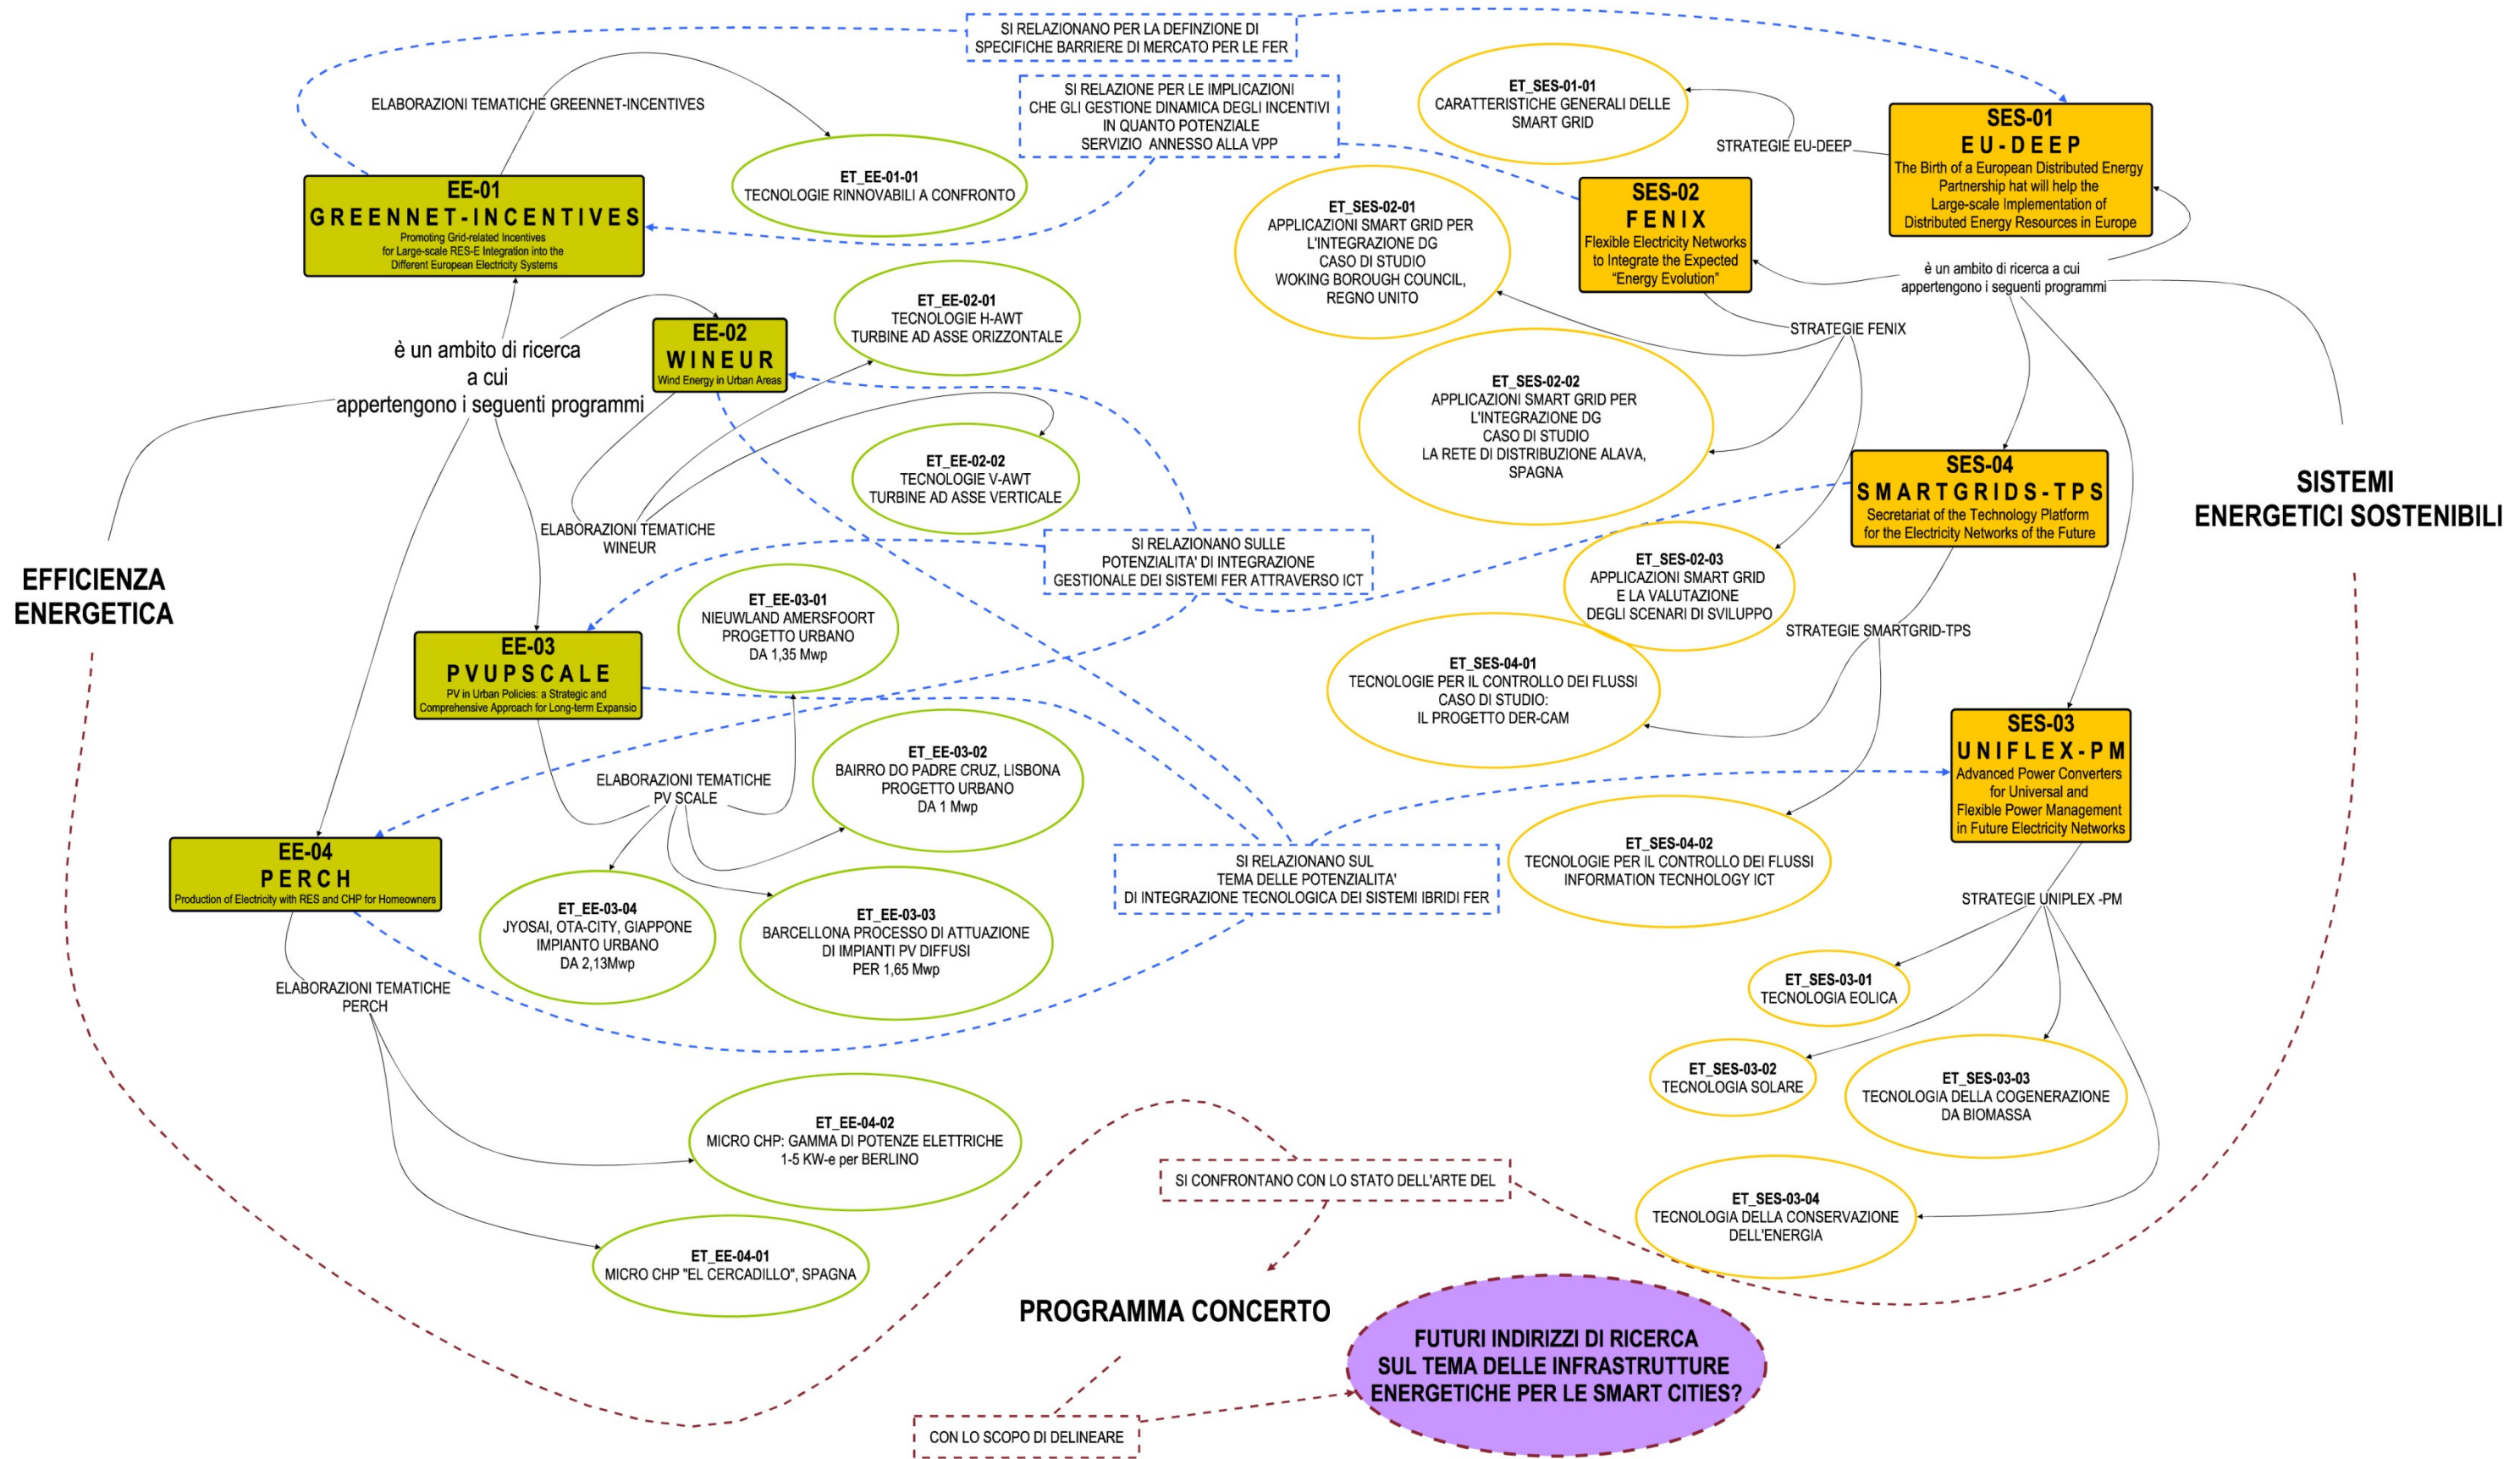 SI RELAZIONANO PER LA DEFINZIONE DI
SPECIFICHE BARRIERE DI MERCATO PER LE FER
SI RELAZIONE PER LE IMPLICAZIONI
CHE GLI GESTIONE DINAMICA DEGLI INCENTIVI
IN QUANTO POTENZIALE
SERVIZIO ANNESSO ALLA VPP
ELABORAZIONI TEMATICHE GREENNET-INCENTIVES
ET_EE-01-01
TECNOLOGIE RINNOVABILI A CONFRONTO
EE-01
GREENNET-INCENTIVES
Promoting Grid-related Incentives
for Large-scale RES-E Integration into the
Different European Electricity Systems
è un ambito di ricerca
a cui
appertengono i seguenti programmi
EE-02
WINEUR
Wind Energy in Urban Areas
ET_EE-02-01
TECNOLOGIE H-AWT
TURBINE AD ASSE ORIZZONTALE
ET_EE-02-02
TECNOLOGIE V-AWT
TURBINE AD ASSE VERTICALE
ELABORAZIONI TEMATICHE
WINEUR
EFFICIENZA
ENERGETICA
SI RELAZIONANO SULLE
POTENZIALITA' DI INTEGRAZIONE
GESTIONALE DEI SISTEMI FER ATTRAVERSO ICT
ET_EE-03-01
NIEUWLAND AMERSFOORT
PROGETTO URBANO
DA 1,35 Mwp
EE-03
PVUPSCALE
PV in Urban Policies: a Strategic and
Comprehensive Approach for Long-term Expansio
ELABORAZIONI TEMATICHE
PV SCALE
ET_EE-03-02
BAIRRO DO PADRE CRUZ, LISBONA
PROGETTO URBANO
DA 1 Mwp
EE-04
PERCH
Production of Electricity with RES and CHP for Homeowners
ET_EE-03-04
JYOSAI, OTA-CITY, GIAPPONE
IMPIANTO URBANO
DA 2,13Mwp
ET_EE-03-03
BARCELLONA PROCESSO DI ATTUAZIONE
DI IMPIANTI PV DIFFUSI
PER 1,65 Mwp
SI RELAZIONANO SUL
TEMA DELLE POTENZIALITA'
DI INTEGRAZIONE TECNOLOGICA DEI SISTEMI IBRIDI FER
ELABORAZIONI TEMATICHE
PERCH
ET_EE-04-02
MICRO CHP: GAMMA DI POTENZE ELETTRICHE
1-5 KW-e per BERLINO
ET_EE-04-01
MICRO CHP "EL CERCADILLO", SPAGNA
ET_SES-01-01
CARATTERISTICHE GENERALI DELLE
SMART GRID
STRATEGIE EU-DEEP
SES-01
EU-DEEP
The Birth of a European Distributed Energy
Partnership hat will help the
Large-scale Implementation of
Distributed Energy Resources in Europe
SES-02
FENIX
Flexible Electricity Networks
to Integrate the Expected
“Energy Evolution”
ET_SES-02-01
APPLICAZIONI SMART GRID PER
L'INTEGRAZIONE DG
CASO DI STUDIO
WOKING BOROUGH COUNCIL,
REGNO UNITO
è un ambito di ricerca a cui
appertengono i seguenti programmi
STRATEGIE FENIX
ET_SES-02-02
APPLICAZIONI SMART GRID PER
L'INTEGRAZIONE DG
CASO DI STUDIO
LA RETE DI DISTRIBUZIONE ALAVA,
SPAGNA
SES-04
SMARTGRIDS-TPS
Secretariat of the Technology Platform
for the Electricity Networks of the Future
SISTEMI
ENERGETICI SOSTENIBILI
ET_SES-02-03
APPLICAZIONI SMART GRID
E LA VALUTAZIONE
DEGLI SCENARI DI SVILUPPO
STRATEGIE SMARTGRID-TPS
ET_SES-04-01
TECNOLOGIE PER IL CONTROLLO DEI FLUSSI
CASO DI STUDIO:
IL PROGETTO DER-CAM
SES-03
UNIFLEX-PM
Advanced Power Converters
for Universal and
Flexible Power Management
in Future Electricity Networks
ET_SES-04-02
TECNOLOGIE PER IL CONTROLLO DEI FLUSSI
INFORMATION TECNHOLOGY ICT
STRATEGIE UNIPLEX -PM
ET_SES-03-01
TECNOLOGIA EOLICA
ET_SES-03-02
TECNOLOGIA SOLARE
ET_SES-03-03
TECNOLOGIA DELLA COGENERAZIONE
DA BIOMASSA
ET_SES-03-04
TECNOLOGIA DELLA CONSERVAZIONE
DELL'ENERGIA
SI CONFRONTANO CON LO STATO DELL'ARTE DEL
PROGRAMMA CONCERTO
FUTURI INDIRIZZI DI RICERCA
SUL TEMA DELLE INFRASTRUTTURE
ENERGETICHE PER LE SMART CITIES?
CON LO SCOPO DI DELINEARE